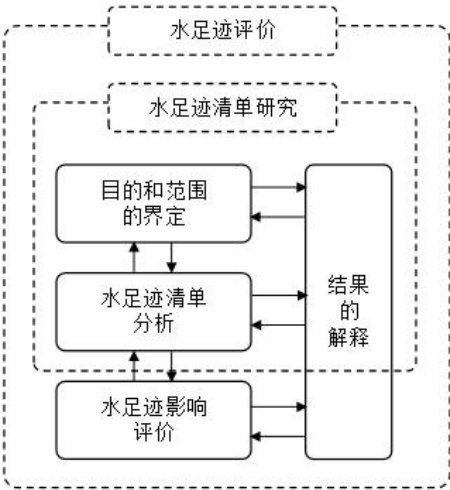 水足迹评价
水足迹清单研究
目的和范围
的界定
水足迹清单
分析
水足迹影响
评价
结果
的
解释